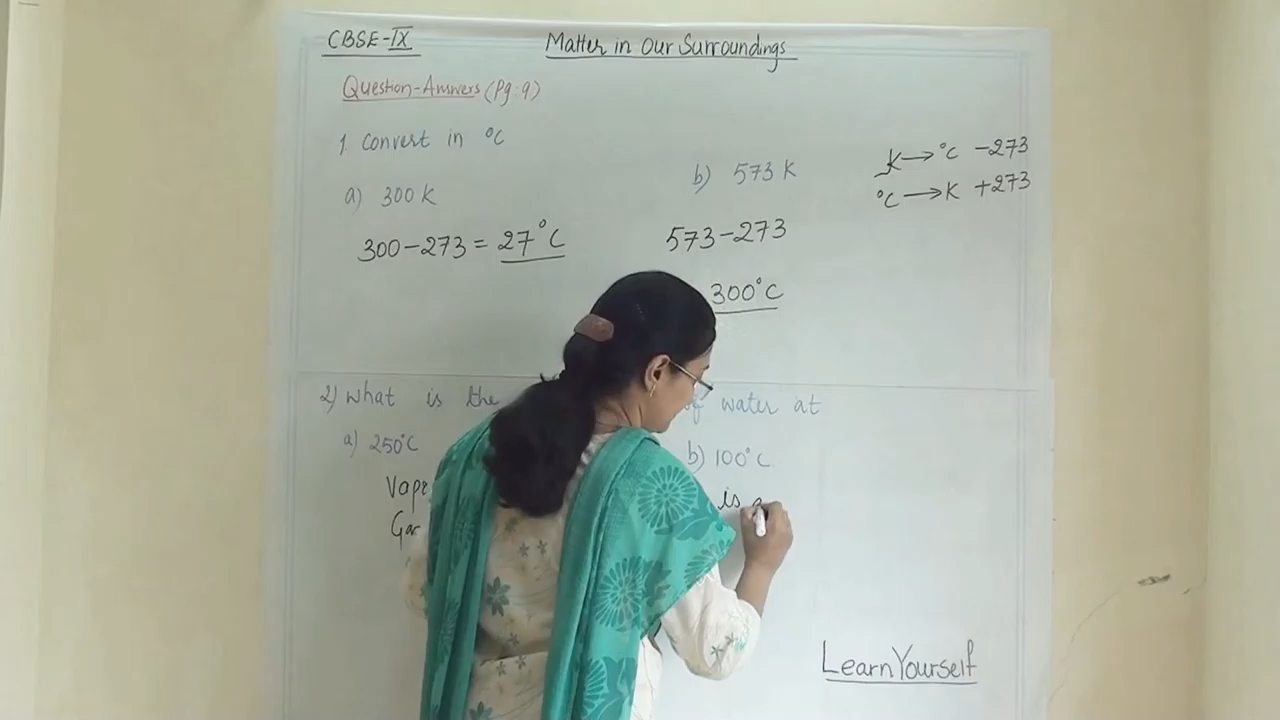 CBSE-IX
Matter in Our Surroundings
Question-Answers (Pg. 9)
1. Convert in °C
a) 300 K
300-273 = 27°C
b) 573 K
573-273
300°C
K→°C -273
°C→K +273
2) What is the
of water at
a) 250°C
b) 100°C
is
LearnYourself